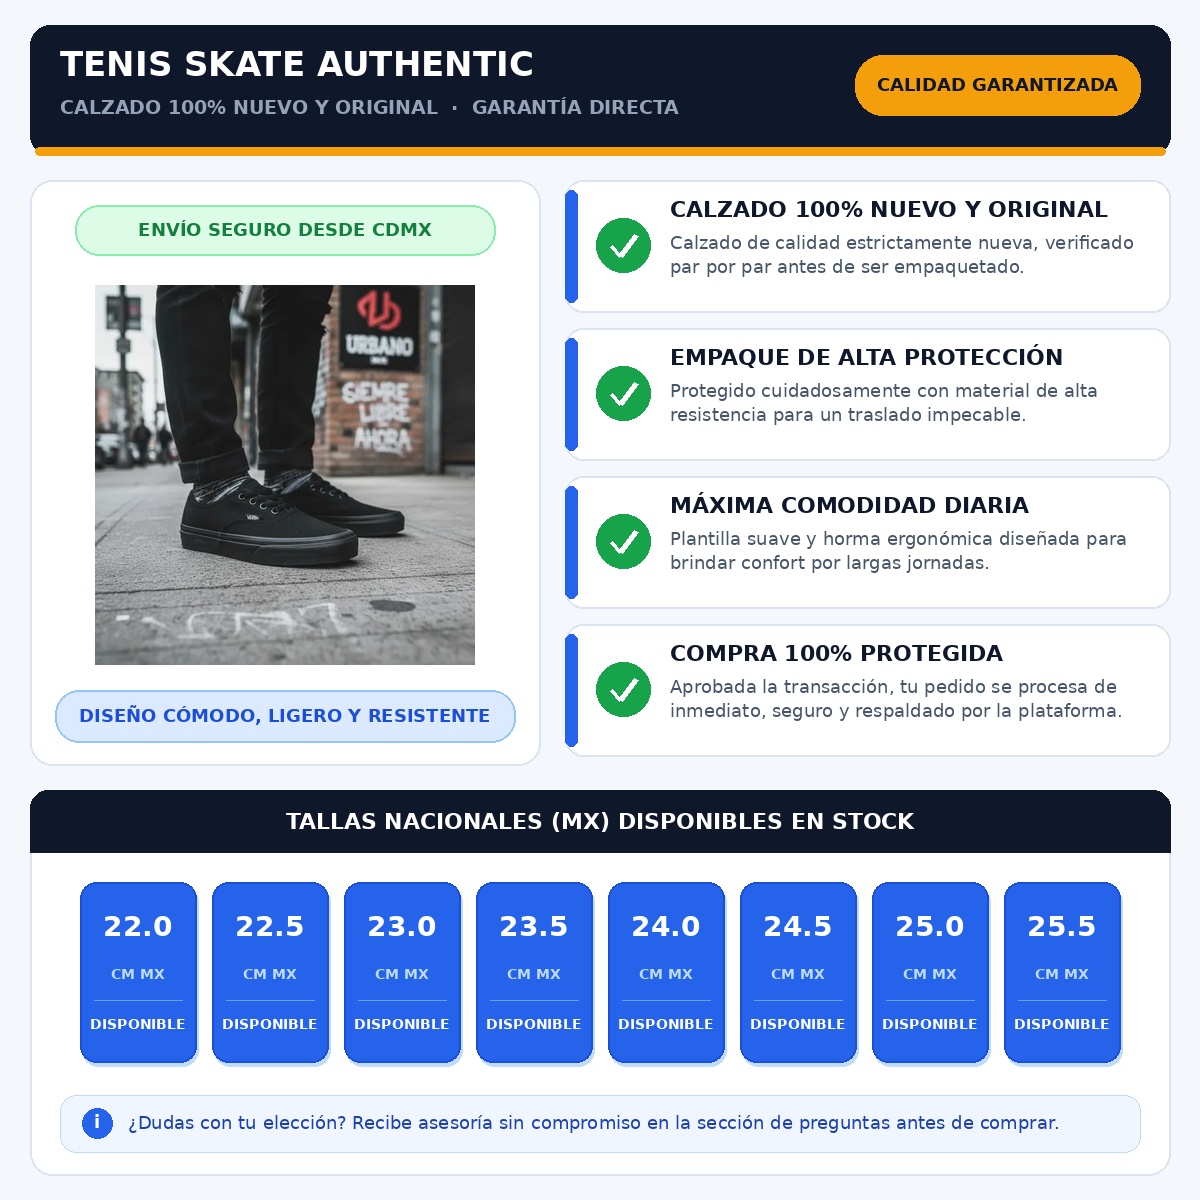 TENIS SKATE AUTHENTIC
CALZADO 100% NUEVO Y ORIGINAL · GARANTÍA DIRECTA
CALIDAD GARANTIZADA
ENVÍO SEGURO DESDE CDMX
URBANO
SIEMRE
LIBRE
AHORA
VANS
DISEÑO CÓMODO, LIGERO Y RESISTENTE
CALZADO 100% NUEVO Y ORIGINAL
Calzado de calidad estrictamente nueva, verificado
par por par antes de ser empaquetado.
EMPAQUE DE ALTA PROTECCIÓN
Protegido cuidadosamente con material de alta
resistencia para un traslado impecable.
MÁXIMA COMODIDAD DIARIA
Plantilla suave y horma ergonómica diseñada para
brindar confort por largas jornadas.
COMPRA 100% PROTEGIDA
Aprobada la transacción, tu pedido se procesa de
inmediato, seguro y respaldado por la plataforma.
TALLAS NACIONALES (MX) DISPONIBLES EN STOCK
22.0 22.5 23.0 23.5 24.0 24.5 25.0 25.5
CM MX CM MX CM MX CM MX CM MX CM MX CM MX CM MX
DISPONIBLE DISPONIBLE DISPONIBLE DISPONIBLE DISPONIBLE DISPONIBLE DISPONIBLE DISPONIBLE
i ¿Dudas con tu elección? Recibe asesoría sin compromiso en la sección de preguntas antes de comprar.